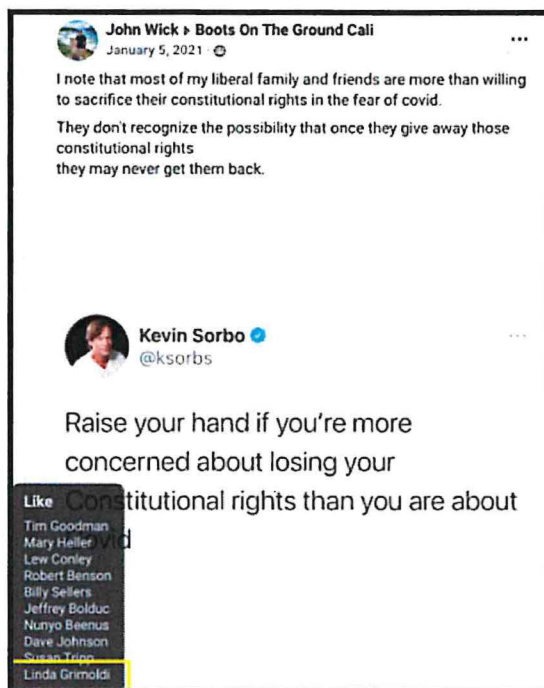 John Wick ▸ Boots On The Ground Cali
January 5, 2021 ·
I note that most of my liberal family and friends are more than willing
to sacrifice their constitutional rights in the fear of covid.
They don't recognize the possibility that once they give away those
constitutional rights
they may never get them back.
Kevin Sorbo
@ksorbs
Raise your hand if you're more
concerned about losing your
Constitutional rights than you are about
covid
Like
Tim Goodman
Mary Heller
Lew Conley
Robert Benson
Billy Sellers
Jeffrey Bolduc
Nunyo Beenus
Dave Johnson
Susan Tripp
Linda Grimoldi